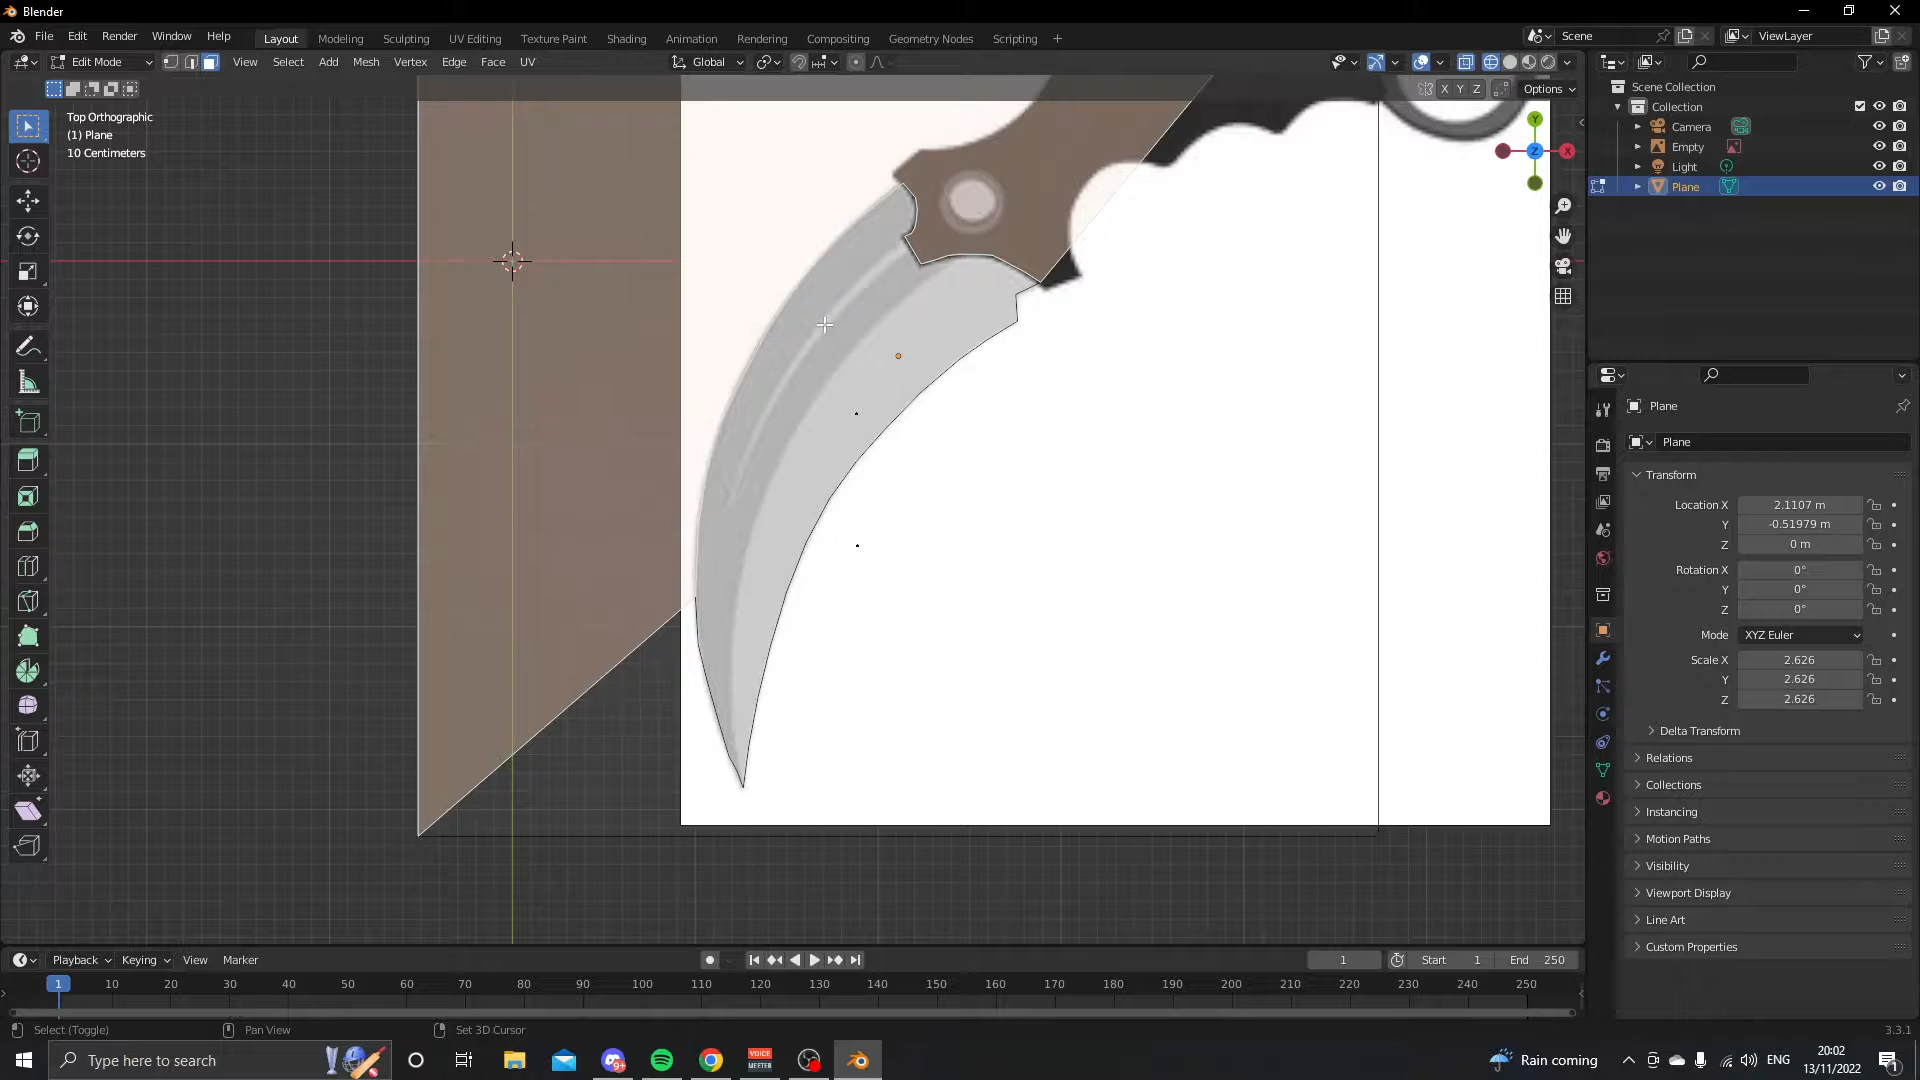 Blender
File Edit Render Window Help
Layout Modeling Sculpting UV Editing Texture Paint Shading Animation Rendering Compositing Geometry Nodes Scripting +
Scene ViewLayer
Edit Mode View Select Add Mesh Vertex Edge Face UV Global
X Y Z Options
Top Orthographic
(1) Plane
10 Centimeters
Y
Z X
Scene Collection
Collection
Camera
Empty
Light
Plane
Plane
Plane
Transform
Location X 2.1107 m
Y -0.51979 m
Z 0 m
Rotation X 0°
Y 0°
Z 0°
Mode XYZ Euler
Scale X 2.626
Y 2.626
Z 2.626
Delta Transform
Relations
Collections
Instancing
Motion Paths
Visibility
Viewport Display
Line Art
Custom Properties
Playback Keying View Marker 1 Start 1 End 250
1 10 20 30 40 50 60 70 80 90 100 110 120 130 140 150 160 170 180 190 200 210 220 230 240 250
Select (Toggle) Pan View Set 3D Cursor 3.3.1
Type here to search
9+
VOICE
MEETER
Rain coming
ENG
20:02
13/11/2022
1